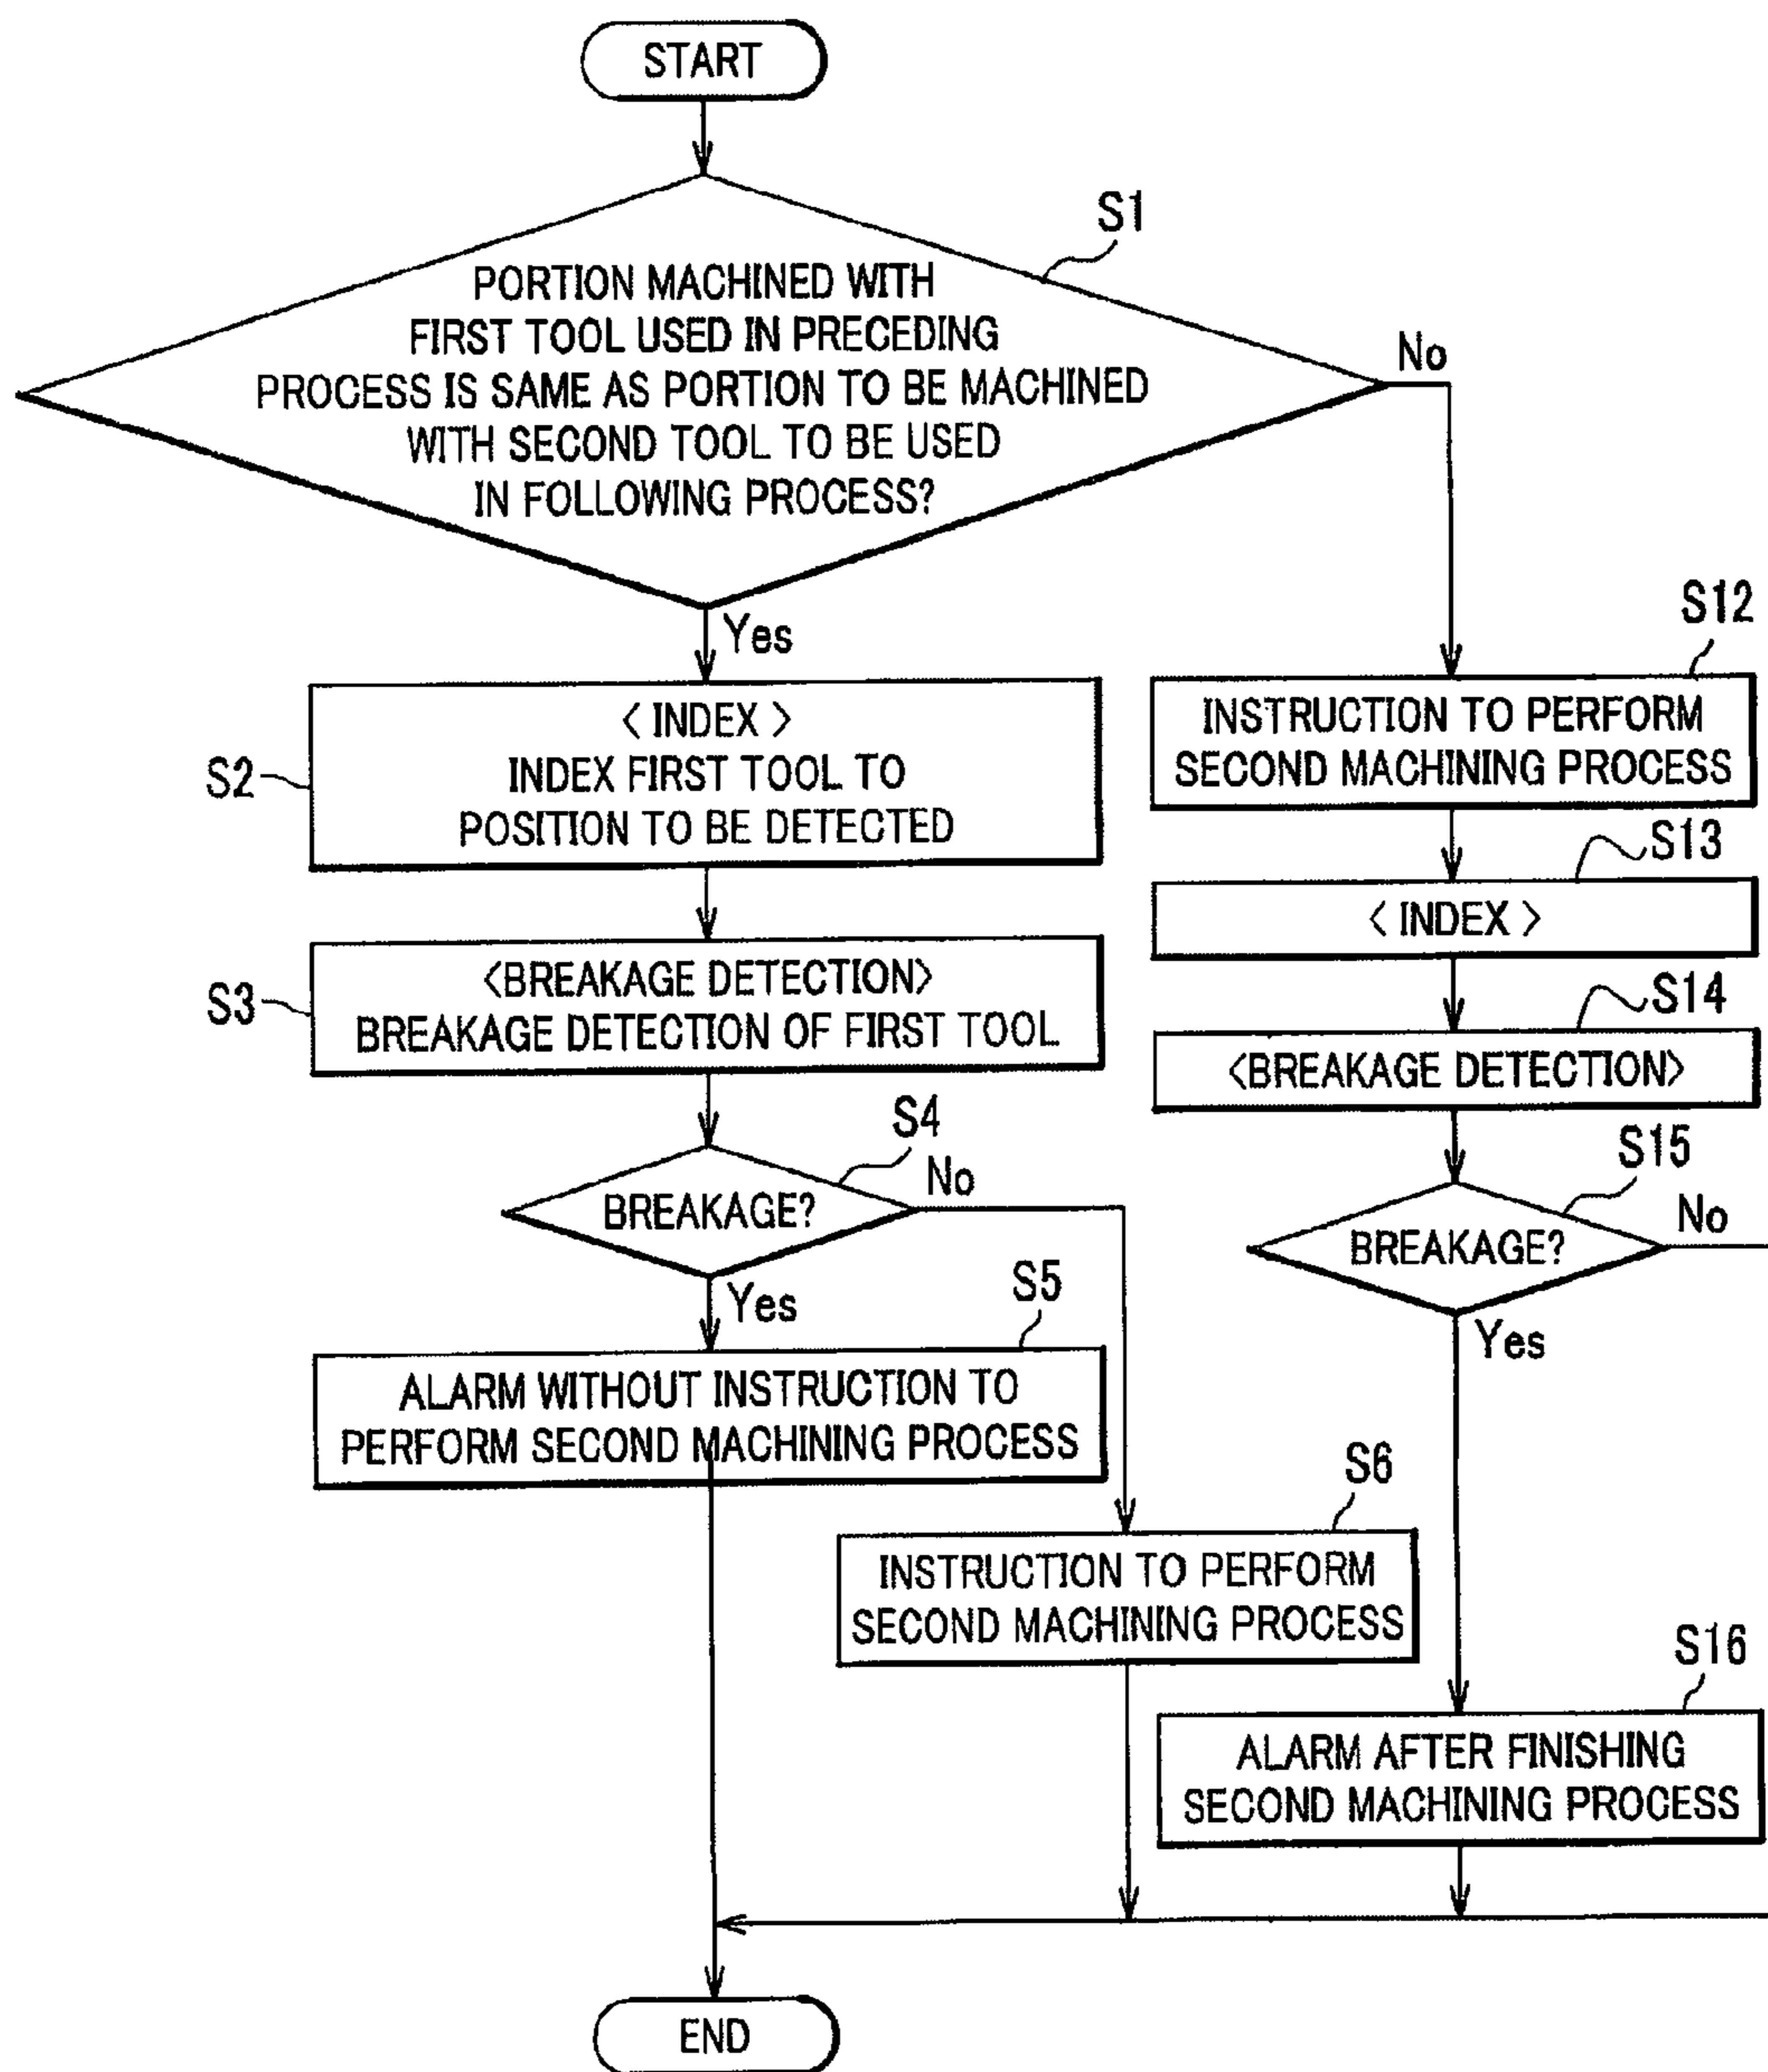 START
S1
PORTION MACHINED WITH
FIRST TOOL USED IN PRECEDING
PROCESS IS SAME AS PORTION TO BE MACHINED
WITH SECOND TOOL TO BE USED
IN FOLLOWING PROCESS?
No
Yes
S2
< INDEX >
INDEX FIRST TOOL TO
POSITION TO BE DETECTED
S3
<BREAKAGE DETECTION>
BREAKAGE DETECTION OF FIRST TOOL
S4
BREAKAGE?
No
Yes
S5
ALARM WITHOUT INSTRUCTION TO
PERFORM SECOND MACHINING PROCESS
S6
INSTRUCTION TO PERFORM
SECOND MACHINING PROCESS
S12
INSTRUCTION TO PERFORM
SECOND MACHINING PROCESS
S13
< INDEX >
S14
<BREAKAGE DETECTION>
S15
BREAKAGE?
No
Yes
S16
ALARM AFTER FINISHING
SECOND MACHINING PROCESS
END